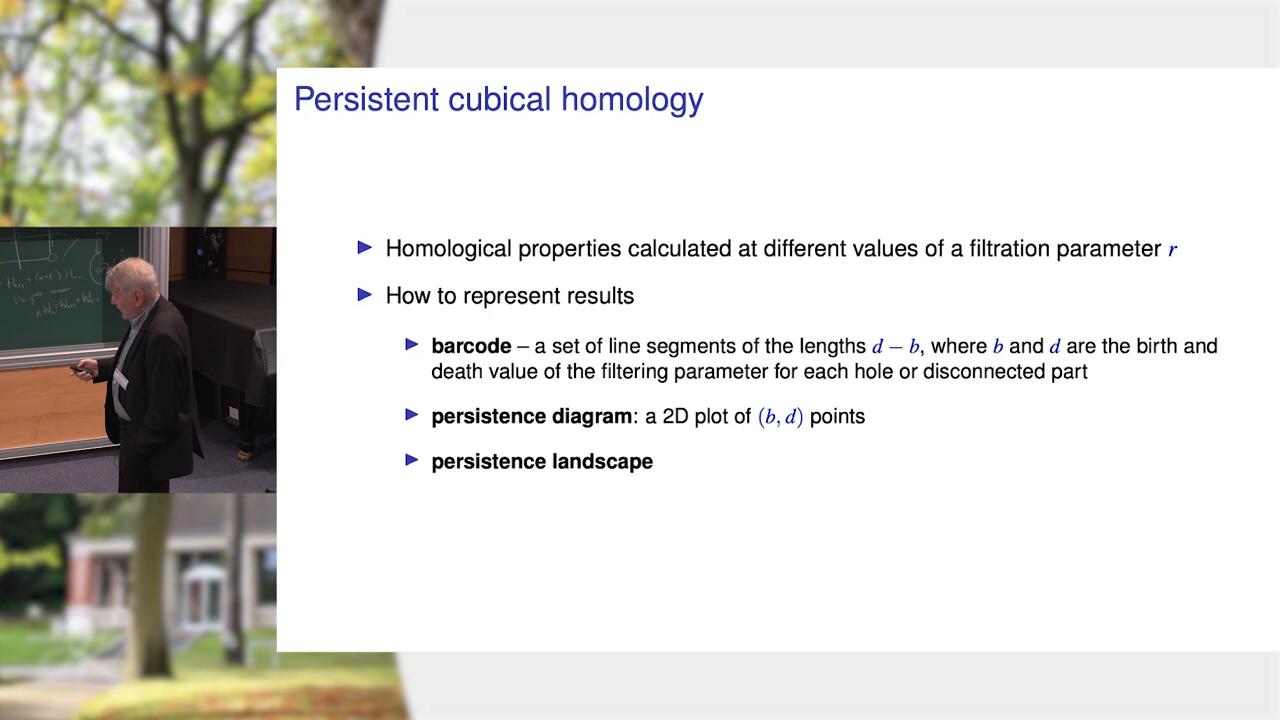 Persistent cubical homology
▶ Homological properties calculated at different values of a filtration parameter r
▶ How to represent results
▶ barcode – a set of line segments of the lengths d − b, where b and d are the birth and
death value of the filtering parameter for each hole or disconnected part
▶ persistence diagram: a 2D plot of (b, d) points
▶ persistence landscape